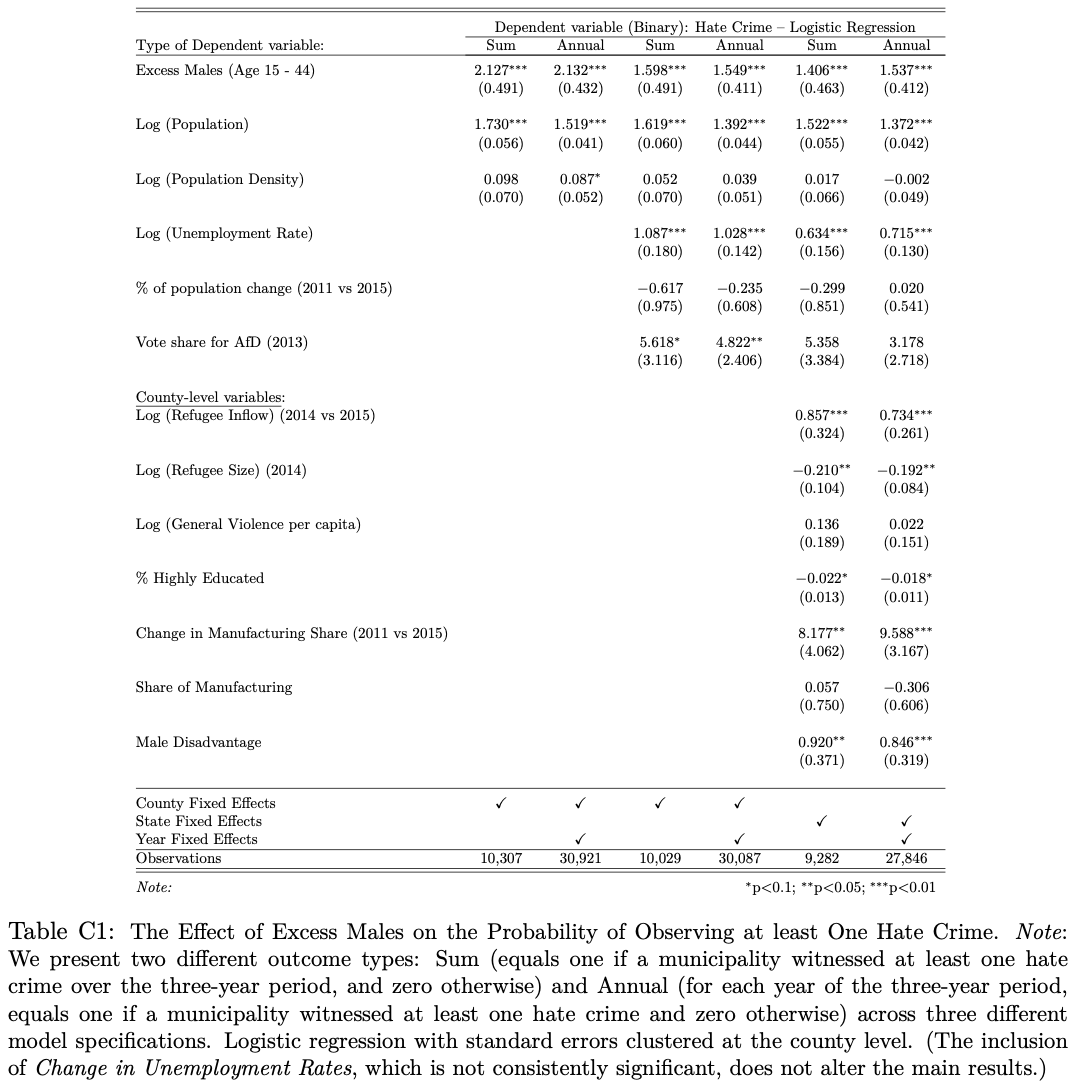 Dependent variable (Binary): Hate Crime – Logistic Regression
Type of Dependent variable: Sum Annual Sum Annual Sum Annual
Excess Males (Age 15 - 44) 2.127*** 2.132*** 1.598*** 1.549*** 1.406*** 1.537***
(0.491) (0.432) (0.491) (0.411) (0.463) (0.412)
Log (Population) 1.730*** 1.519*** 1.619*** 1.392*** 1.522*** 1.372***
(0.056) (0.041) (0.060) (0.044) (0.055) (0.042)
Log (Population Density) 0.098 0.087* 0.052 0.039 0.017 −0.002
(0.070) (0.052) (0.070) (0.051) (0.066) (0.049)
Log (Unemployment Rate) 1.087*** 1.028*** 0.634*** 0.715***
(0.180) (0.142) (0.156) (0.130)
% of population change (2011 vs 2015) −0.617 −0.235 −0.299 0.020
(0.975) (0.608) (0.851) (0.541)
Vote share for AfD (2013) 5.618* 4.822** 5.358 3.178
(3.116) (2.406) (3.384) (2.718)
County-level variables:
Log (Refugee Inflow) (2014 vs 2015) 0.857*** 0.734***
(0.324) (0.261)
Log (Refugee Size) (2014) −0.210** −0.192**
(0.104) (0.084)
Log (General Violence per capita) 0.136 0.022
(0.189) (0.151)
% Highly Educated −0.022* −0.018*
(0.013) (0.011)
Change in Manufacturing Share (2011 vs 2015) 8.177** 9.588***
(4.062) (3.167)
Share of Manufacturing 0.057 −0.306
(0.750) (0.606)
Male Disadvantage 0.920** 0.846***
(0.371) (0.319)
County Fixed Effects ✓ ✓ ✓ ✓
State Fixed Effects ✓ ✓
Year Fixed Effects ✓ ✓ ✓
Observations 10,307 30,921 10,029 30,087 9,282 27,846
Note: *p<0.1; **p<0.05; ***p<0.01
Table C1: The Effect of Excess Males on the Probability of Observing at least One Hate Crime. Note:
We present two different outcome types: Sum (equals one if a municipality witnessed at least one hate
crime over the three-year period, and zero otherwise) and Annual (for each year of the three-year period,
equals one if a municipality witnessed at least one hate crime and zero otherwise) across three different
model specifications. Logistic regression with standard errors clustered at the county level. (The inclusion
of Change in Unemployment Rates, which is not consistently significant, does not alter the main results.)